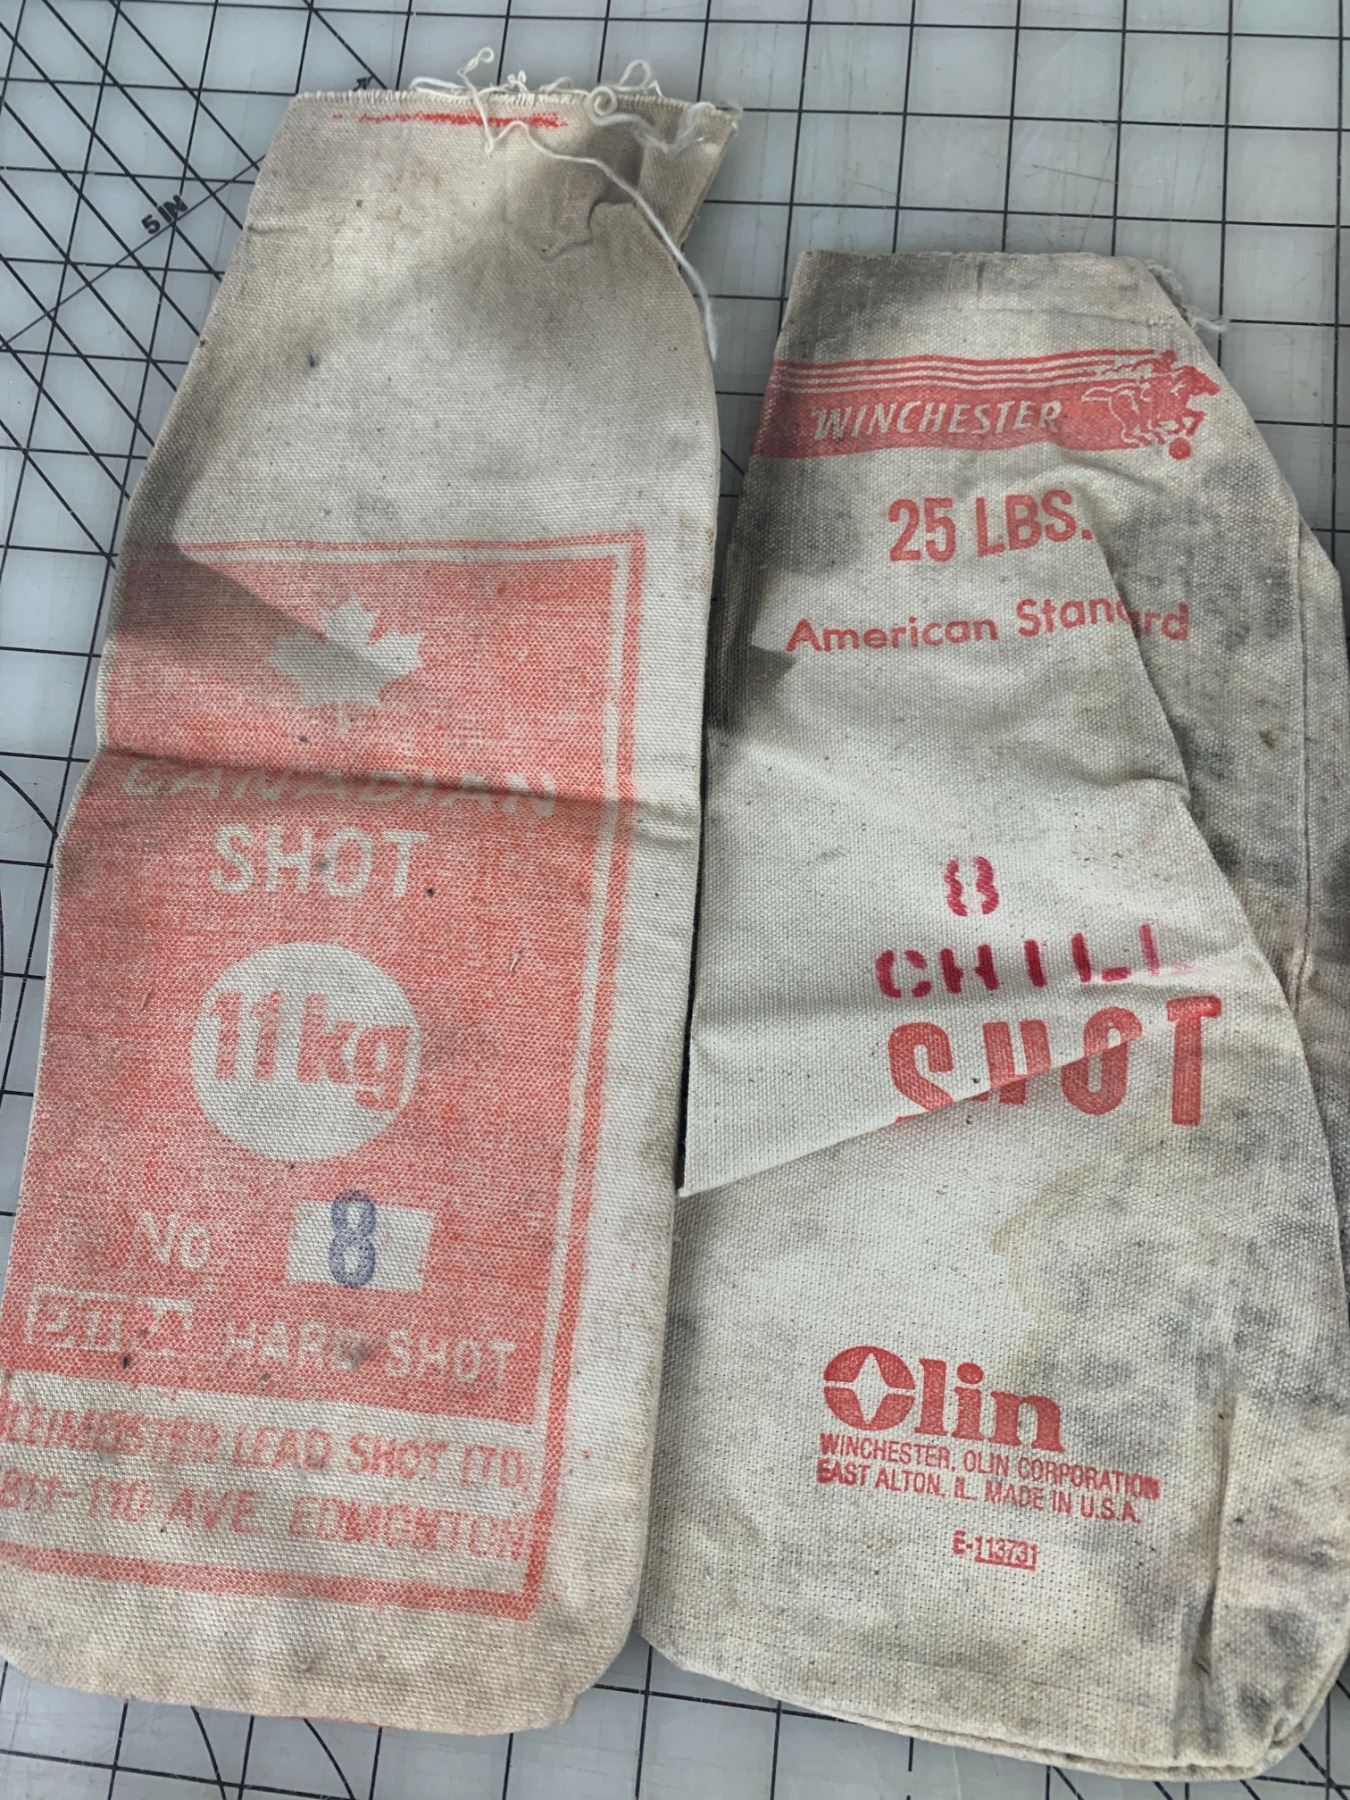 5 IN
CANADIAN
SHOT
11 kg
No 8
HARD SHOT
LEAD SHOT LTD.
110 AVE. EDMONTON
WINCHESTER
25 LBS.
American Standard
8
CHILL
SHOT
Olin
WINCHESTER, OLIN CORPORATION
EAST ALTON, IL. MADE IN U.S.A.
E-113731